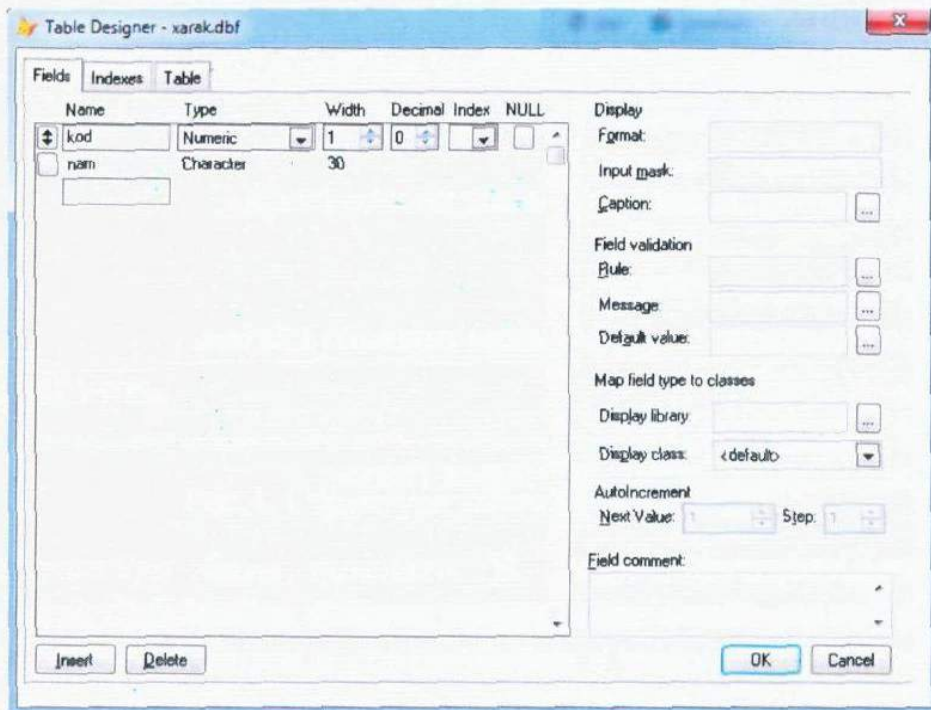 Table Designer - xarak.dbf
Fields Indexes Table
Name Type Width Decimal Index NULL
kod Numeric 1 0
nam Character 30
Display
Format:
Input mask:
Caption: ...
Field validation
Rule: ...
Message: ...
Default value: ...
Map field type to classes
Display library: ...
Display class: <default>
AutoIncrement
Next Value: 1 Step: 1
Field comment:
Insert Delete OK Cancel